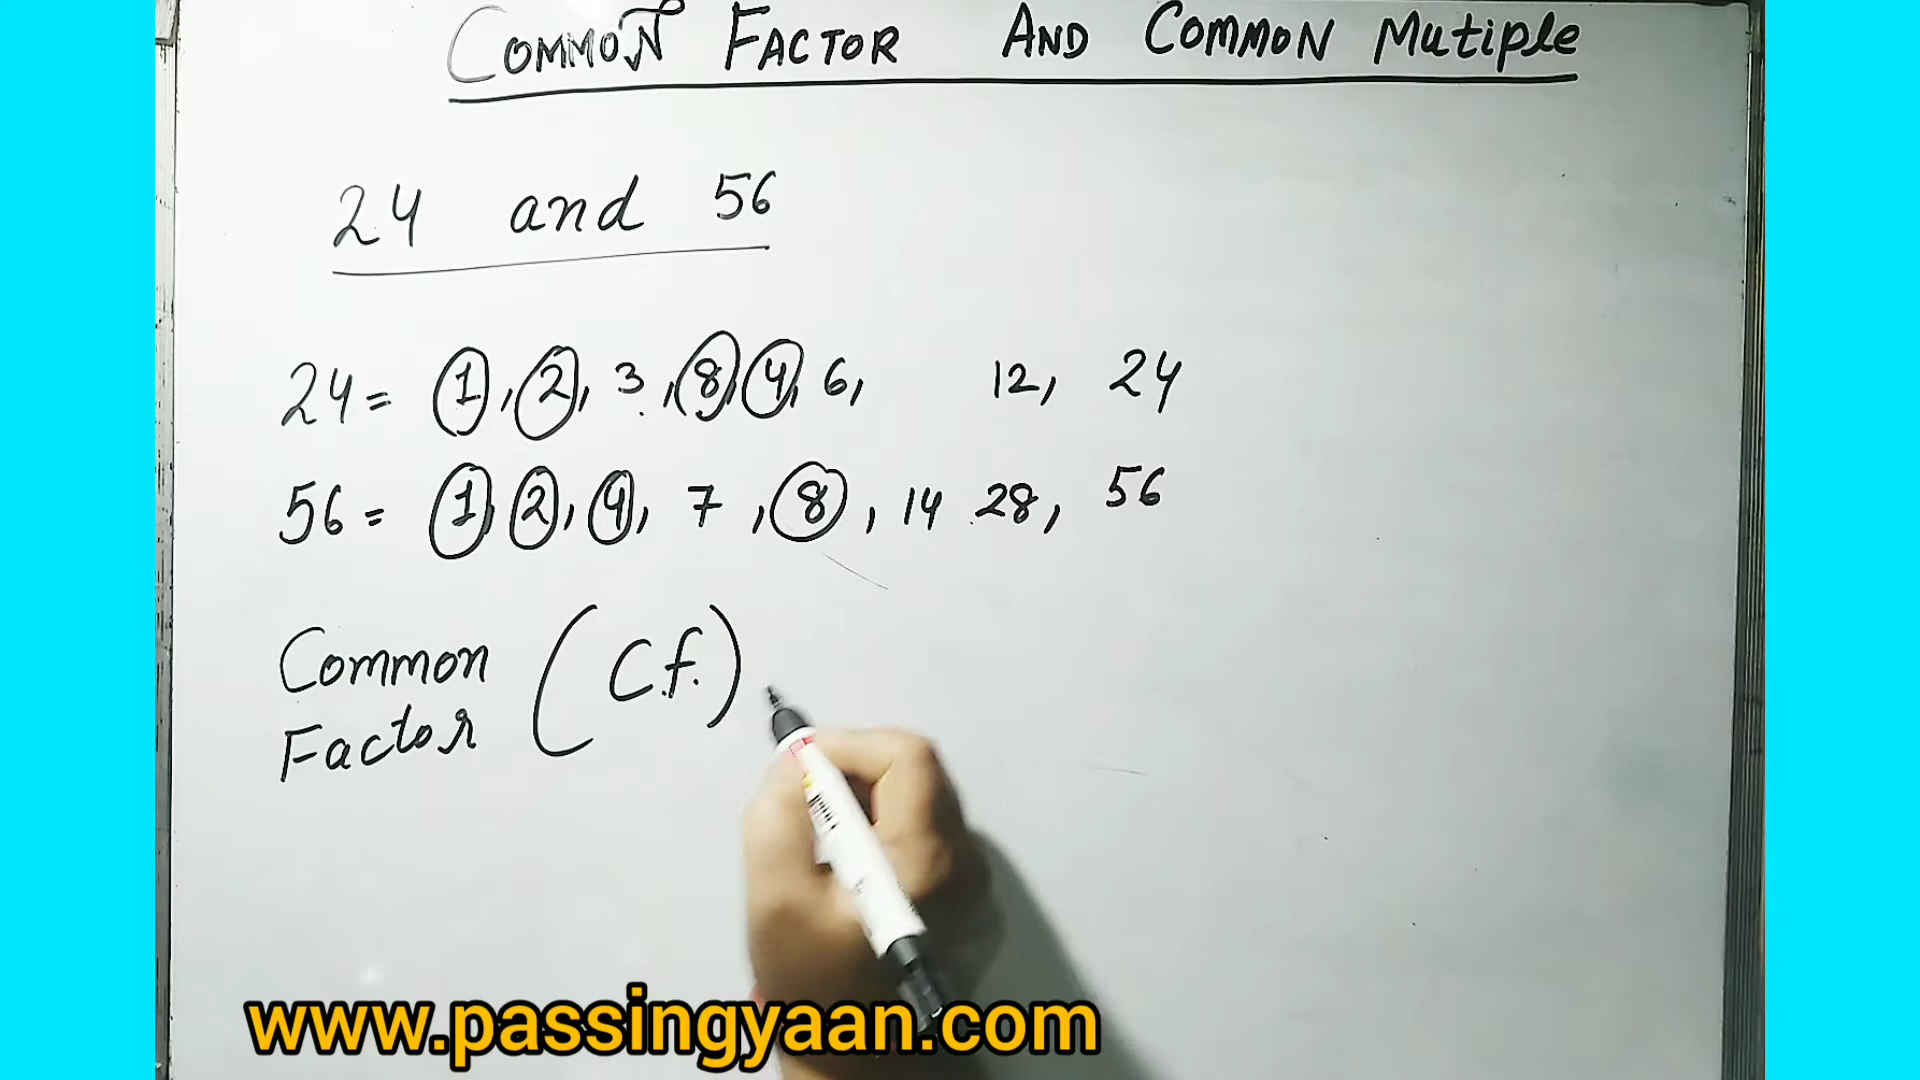 COMMON FACTOR AND COMMON MUTIPLE
24 and 56
24= 1, 2, 3, 8, 4, 6, 12, 24
56= 1, 2, 4, 7, 8, 14 28, 56
Common (C.f.)
Factor
www.passingyaan.com